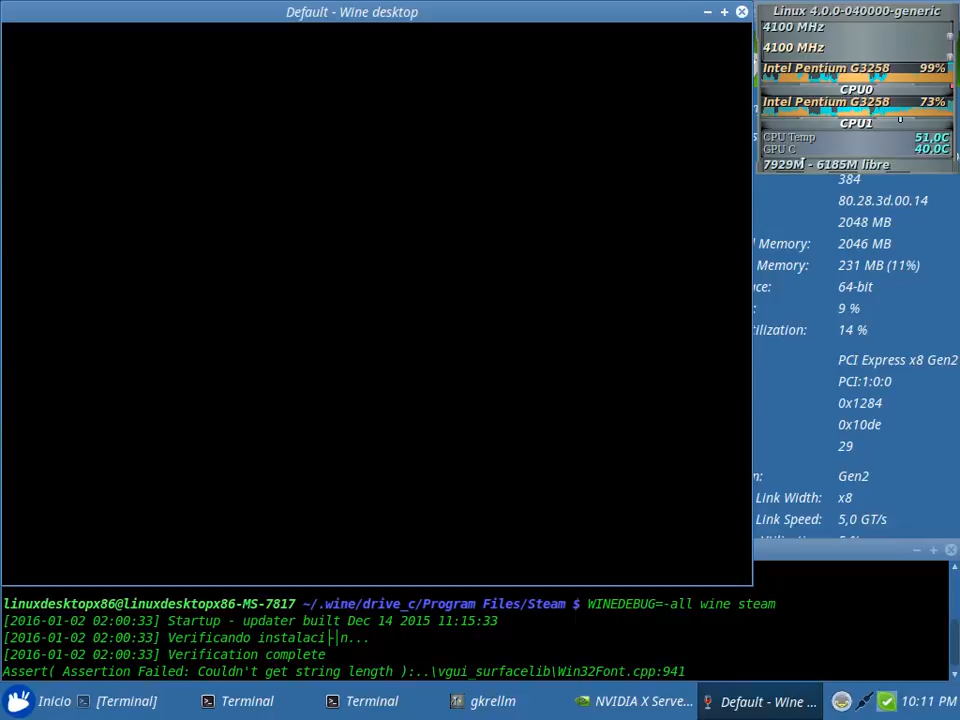 Default - Wine desktop
Linux 4.0.0-040000-generic
4100 MHz
4100 MHz
Intel Pentium G3258 99%
CPU0
Intel Pentium G3258 73%
CPU1
CPU Temp 51.0C
GPU C 40.0C
7929M - 6185M libre
384
80.28.3d.00.14
2048 MB
Memory: 2046 MB
Memory: 231 MB (11%)
ce: 64-bit
: 9 %
ilization: 14 %
PCI Express x8 Gen2
PCI:1:0:0
0x1284
0x10de
29
n: Gen2
Link Width: x8
Link Speed: 5,0 GT/s
linuxdesktopx86@linuxdesktopx86-MS-7817 ~/.wine/drive_c/Program Files/Steam $ WINEDEBUG=-all wine steam
[2016-01-02 02:00:33] Startup - updater built Dec 14 2015 11:15:33
[2016-01-02 02:00:33] Verificando instalaci├│n...
[2016-01-02 02:00:33] Verification complete
Assert( Assertion Failed: Couldn't get string length ):..\vgui_surfacelib\Win32Font.cpp:941
Inicio [Terminal] Terminal Terminal gkrellm NVIDIA X Serve... Default - Wine ... 10:11 PM